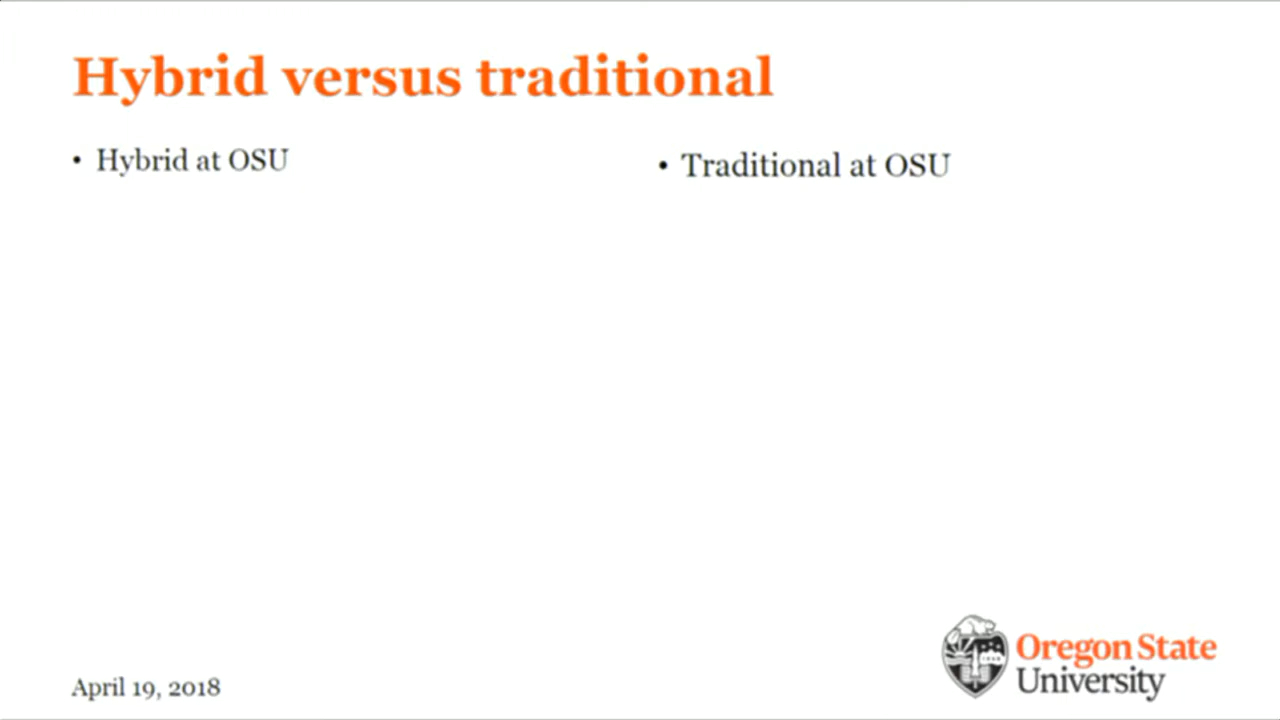 Hybrid versus traditional
• Hybrid at OSU
• Traditional at OSU
April 19, 2018
Oregon State
University